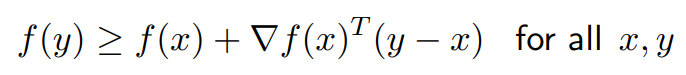 f(y) ≥ f(x) + ∇f(x)ᵀ(y − x) for all x, y